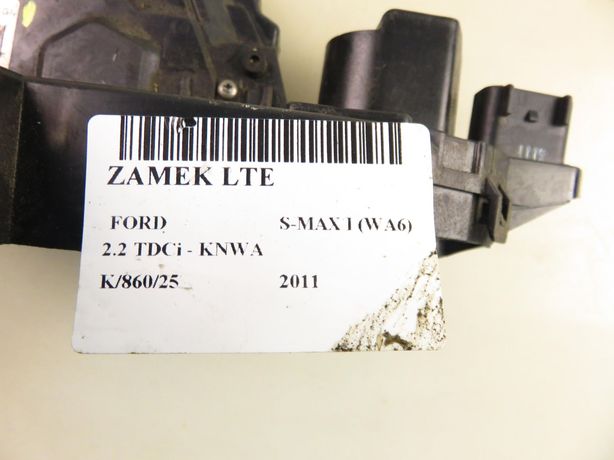 ZAMEK LTE
FORD S-MAX I (WA6)
2.2 TDCi - KNWA
K/860/25 2011